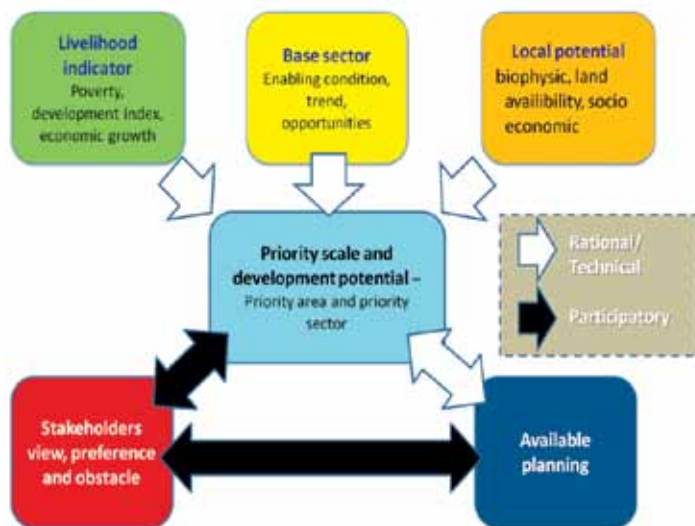 Livelihood
indicator
Poverty,
development index,
economic growth
Base sector
Enabling condition,
trend,
opportunities
Local potential
biophysic, land
availibility, socio
economic
Priority scale and
development potential –
Priority area and priority
sector
Rational/
Technical
Participatory
Stakeholders
view, preference
and obstacle
Available
planning